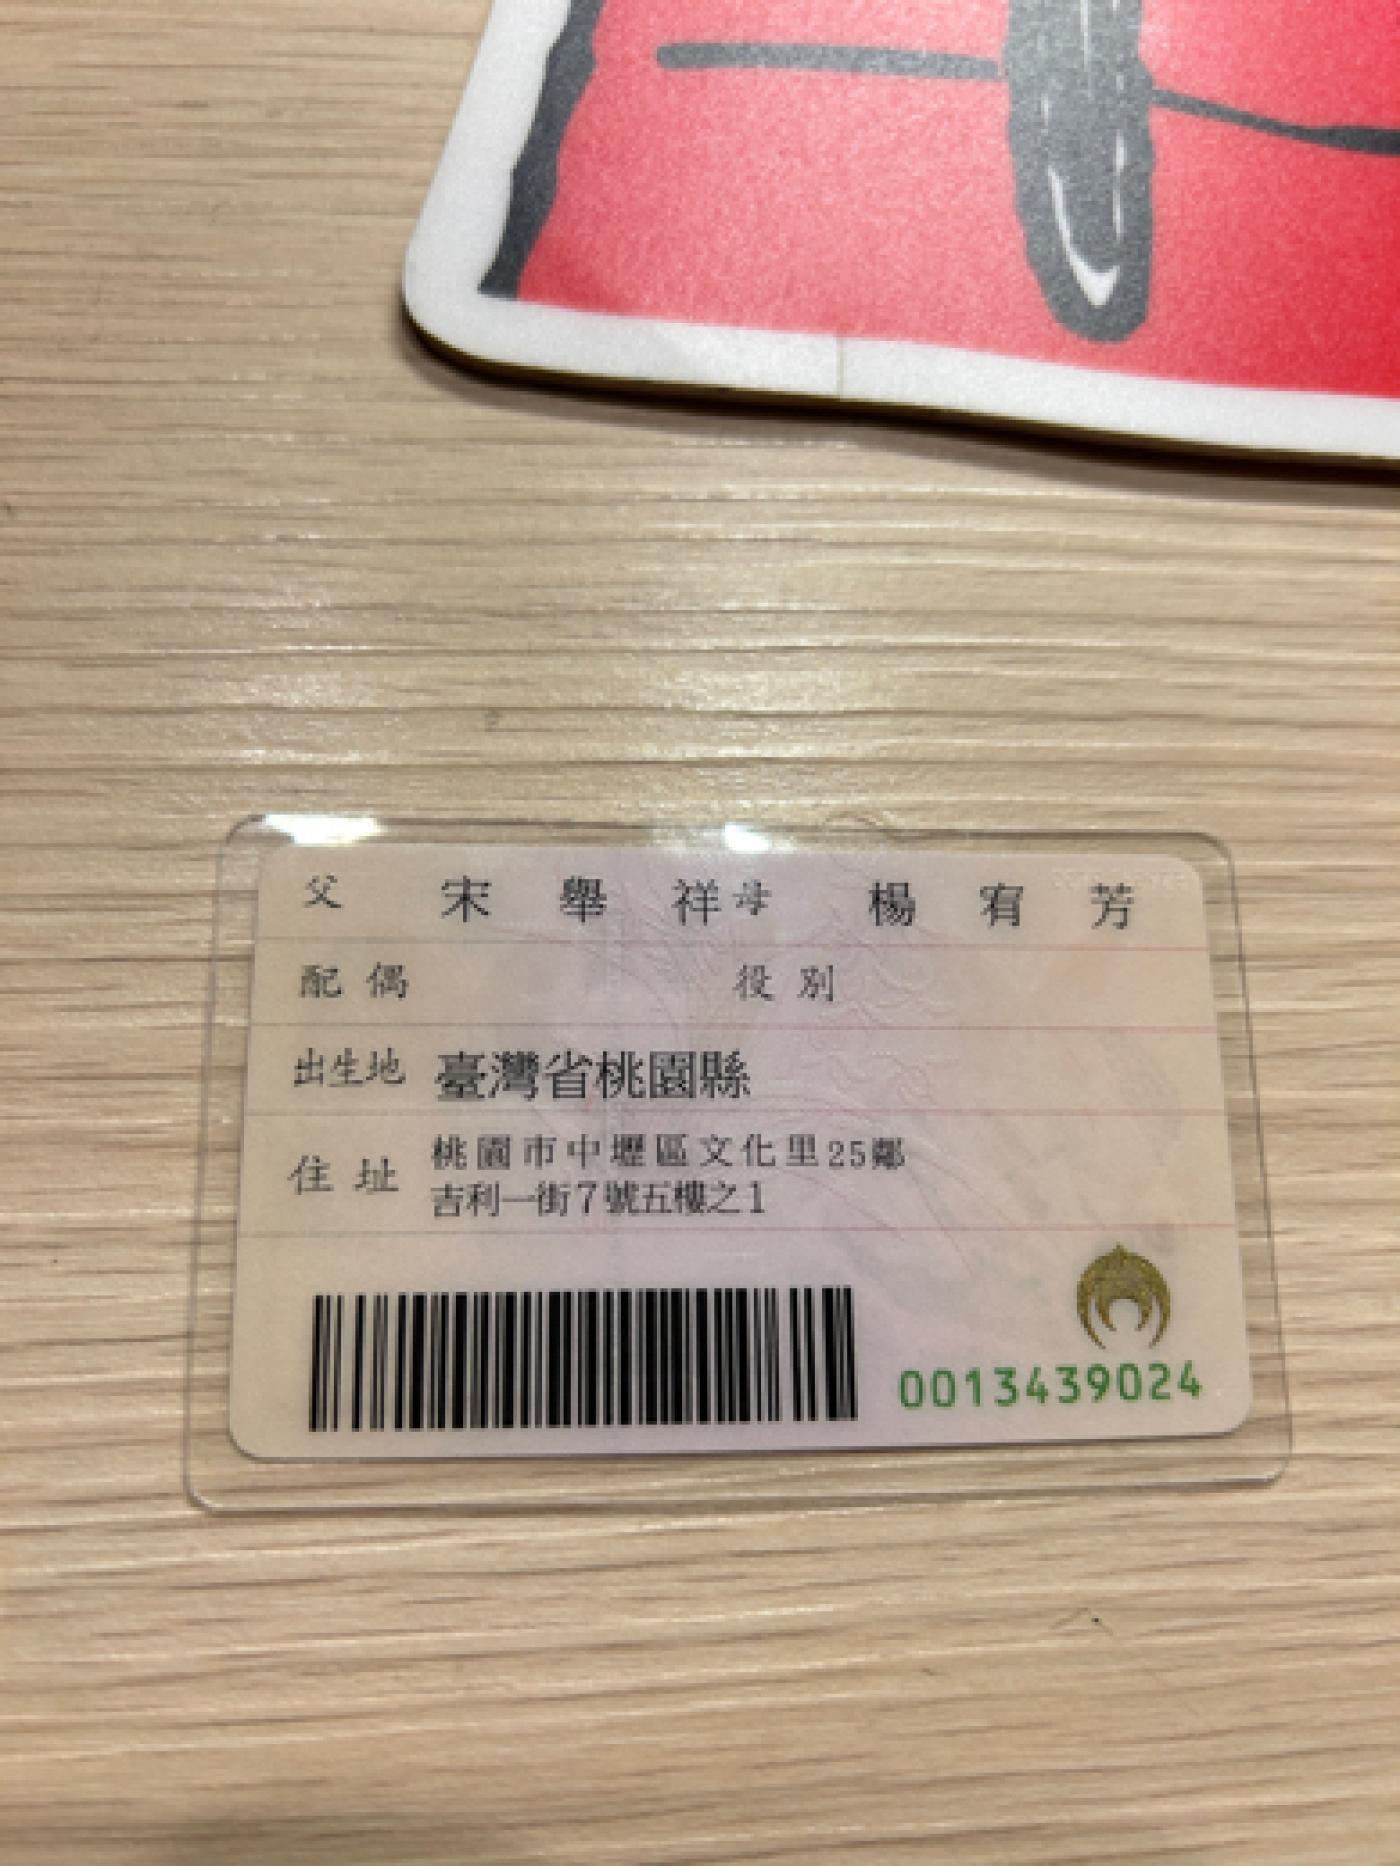 父 宋舉祥 母 楊宥芳
配偶 役別
出生地 臺灣省桃園縣
住址 桃園市中壢區文化里25鄰
吉利一街7號五樓之1
0013439024